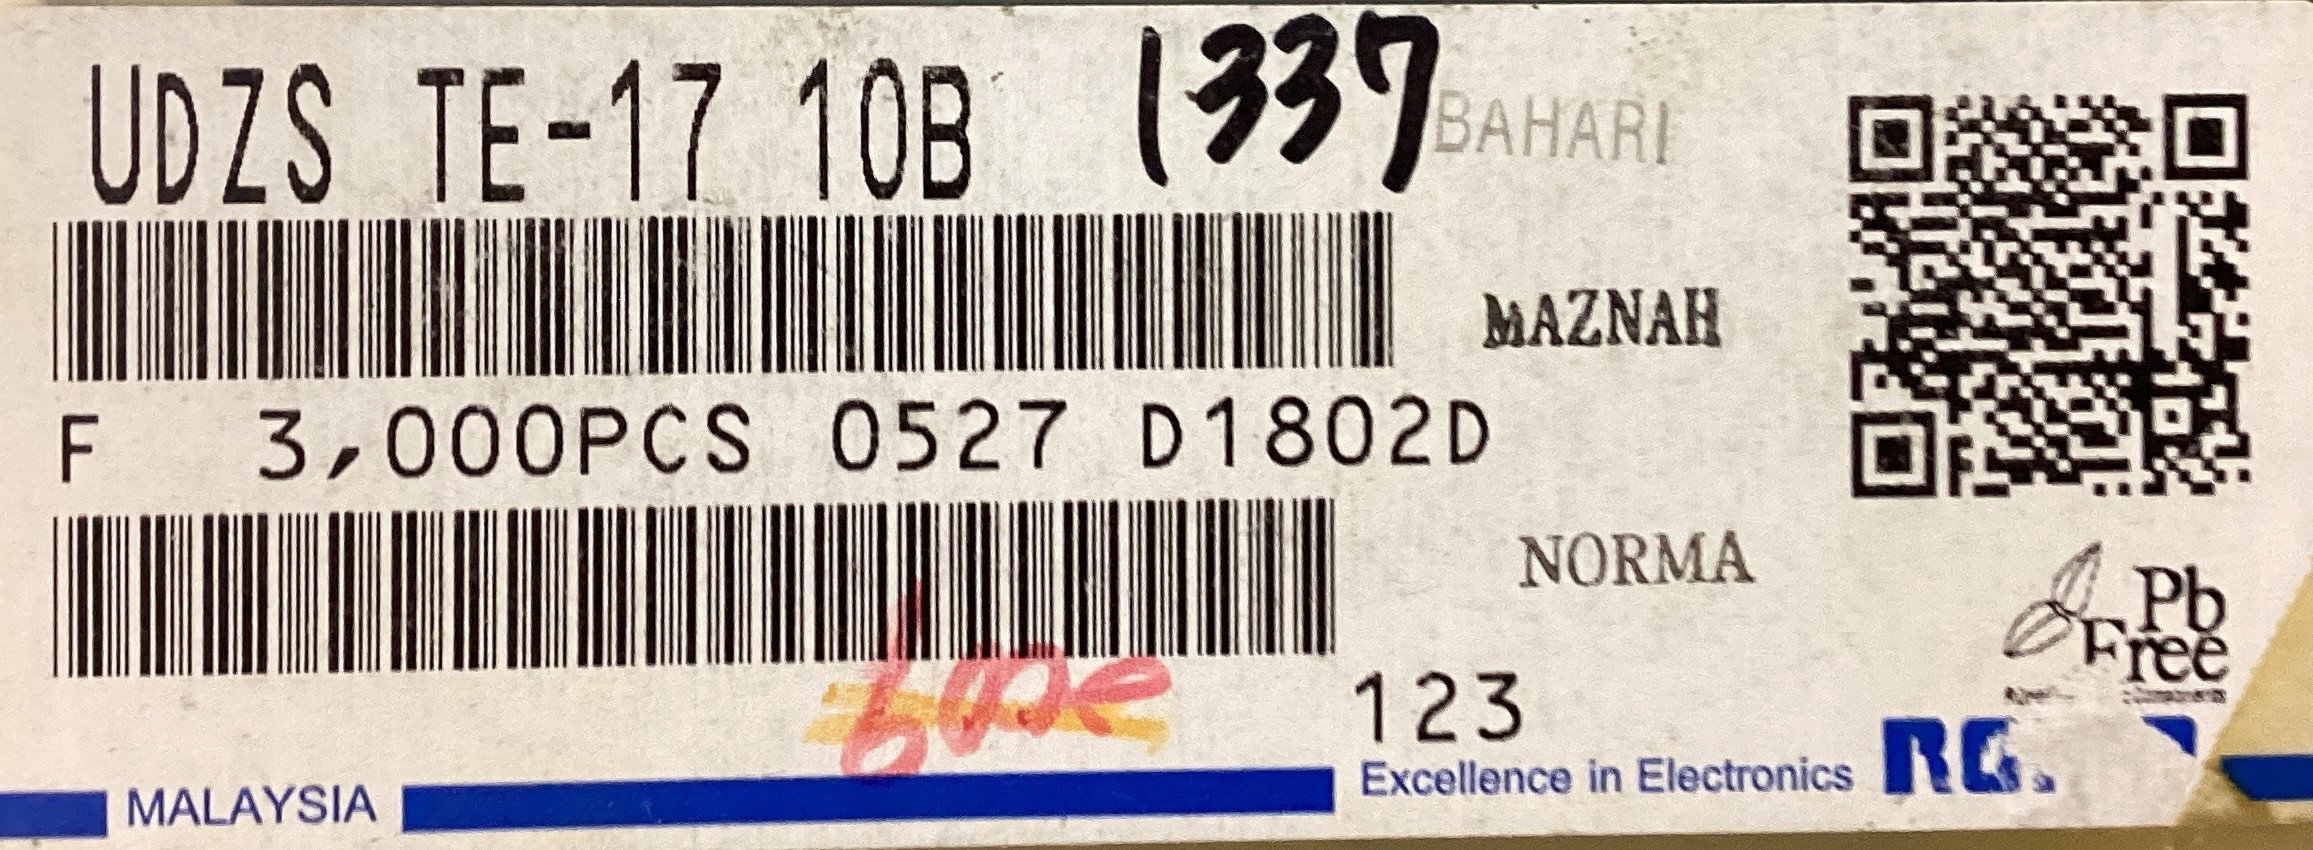 UDZS TE-17 10B 1337
BAHARI
MAZNAH
F 3,000PCS 0527 D1802D
NORMA
Pb
Free
123
MALAYSIA
Excellence in Electronics